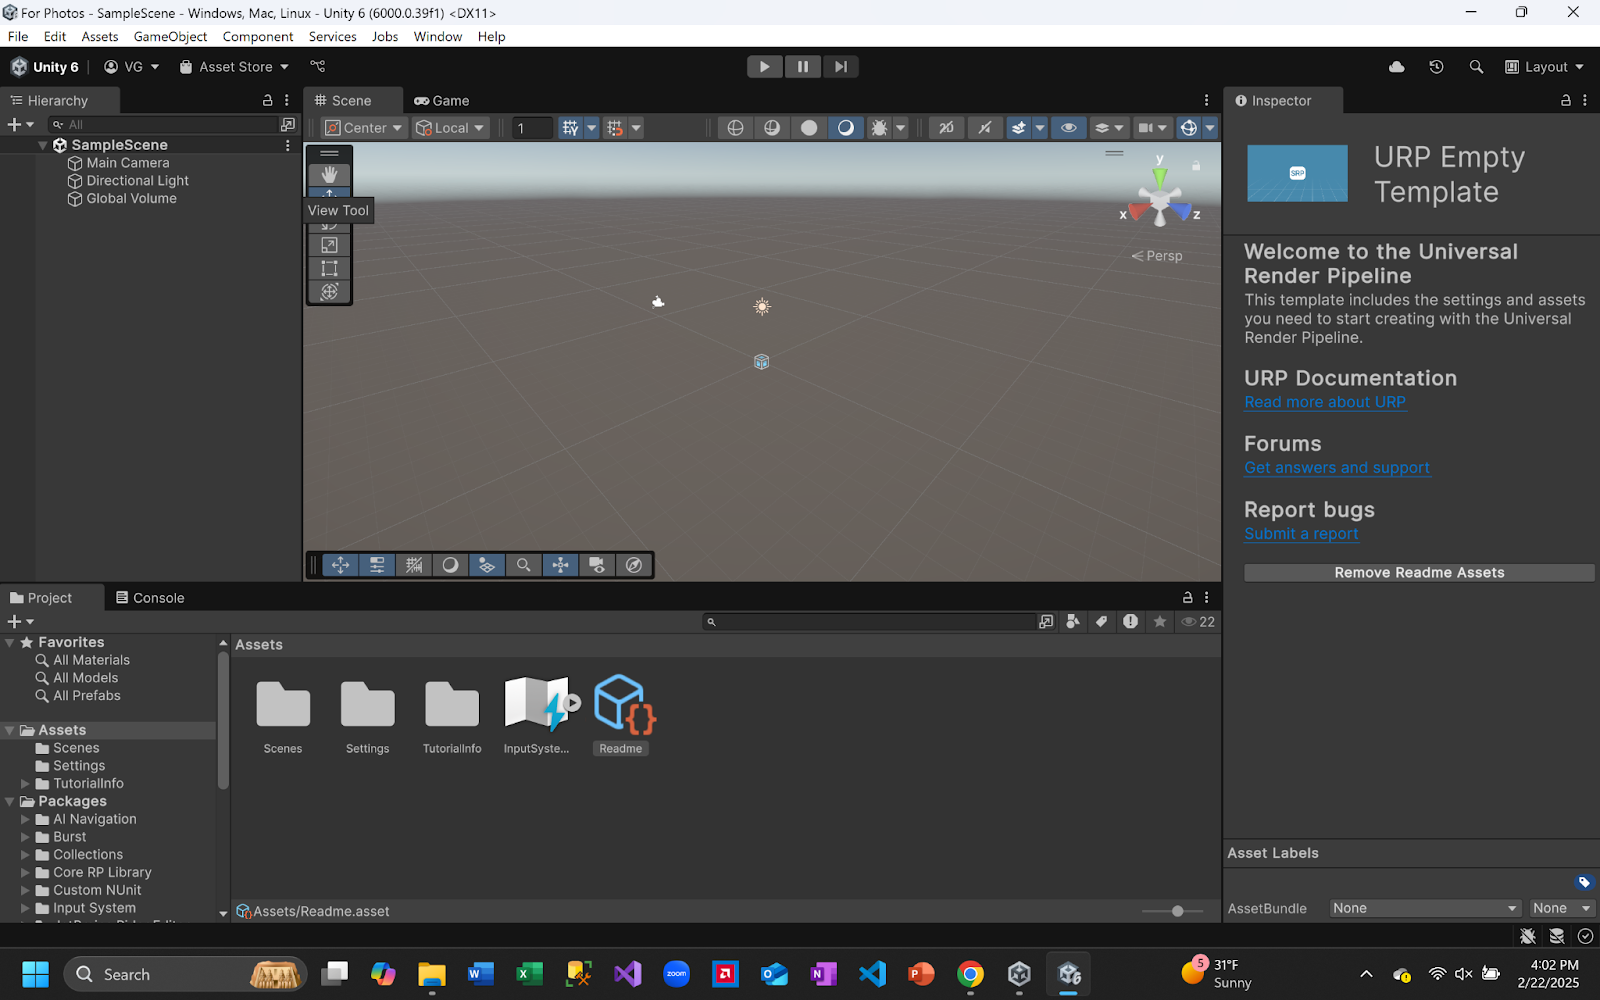 For Photos - SampleScene - Windows, Mac, Linux - Unity 6 (6000.0.39f1) <DX11>
File Edit Assets GameObject Component Services Jobs Window Help
Unity 6 VG Asset Store Layout
Hierarchy
All
SampleScene
Main Camera
Directional Light
Global Volume
Scene Game
Center Local 1 2D
View Tool
y
x z
Persp
Inspector
SRP
URP Empty
Template
Welcome to the Universal
Render Pipeline
This template includes the settings and assets
you need to start creating with the Universal
Render Pipeline.
URP Documentation
Read more about URP
Forums
Get answers and support
Report bugs
Submit a report
Remove Readme Assets
Project Console
22
Favorites
All Materials
All Models
All Prefabs
Assets
Scenes
Settings
TutorialInfo
Packages
AI Navigation
Burst
Collections
Core RP Library
Custom NUnit
Input System
Assets
Scenes Settings TutorialInfo InputSyste... Readme
Assets/Readme.asset
Asset Labels
AssetBundle None None
Search
zoom
5
31°F
Sunny
4:02 PM
2/22/2025